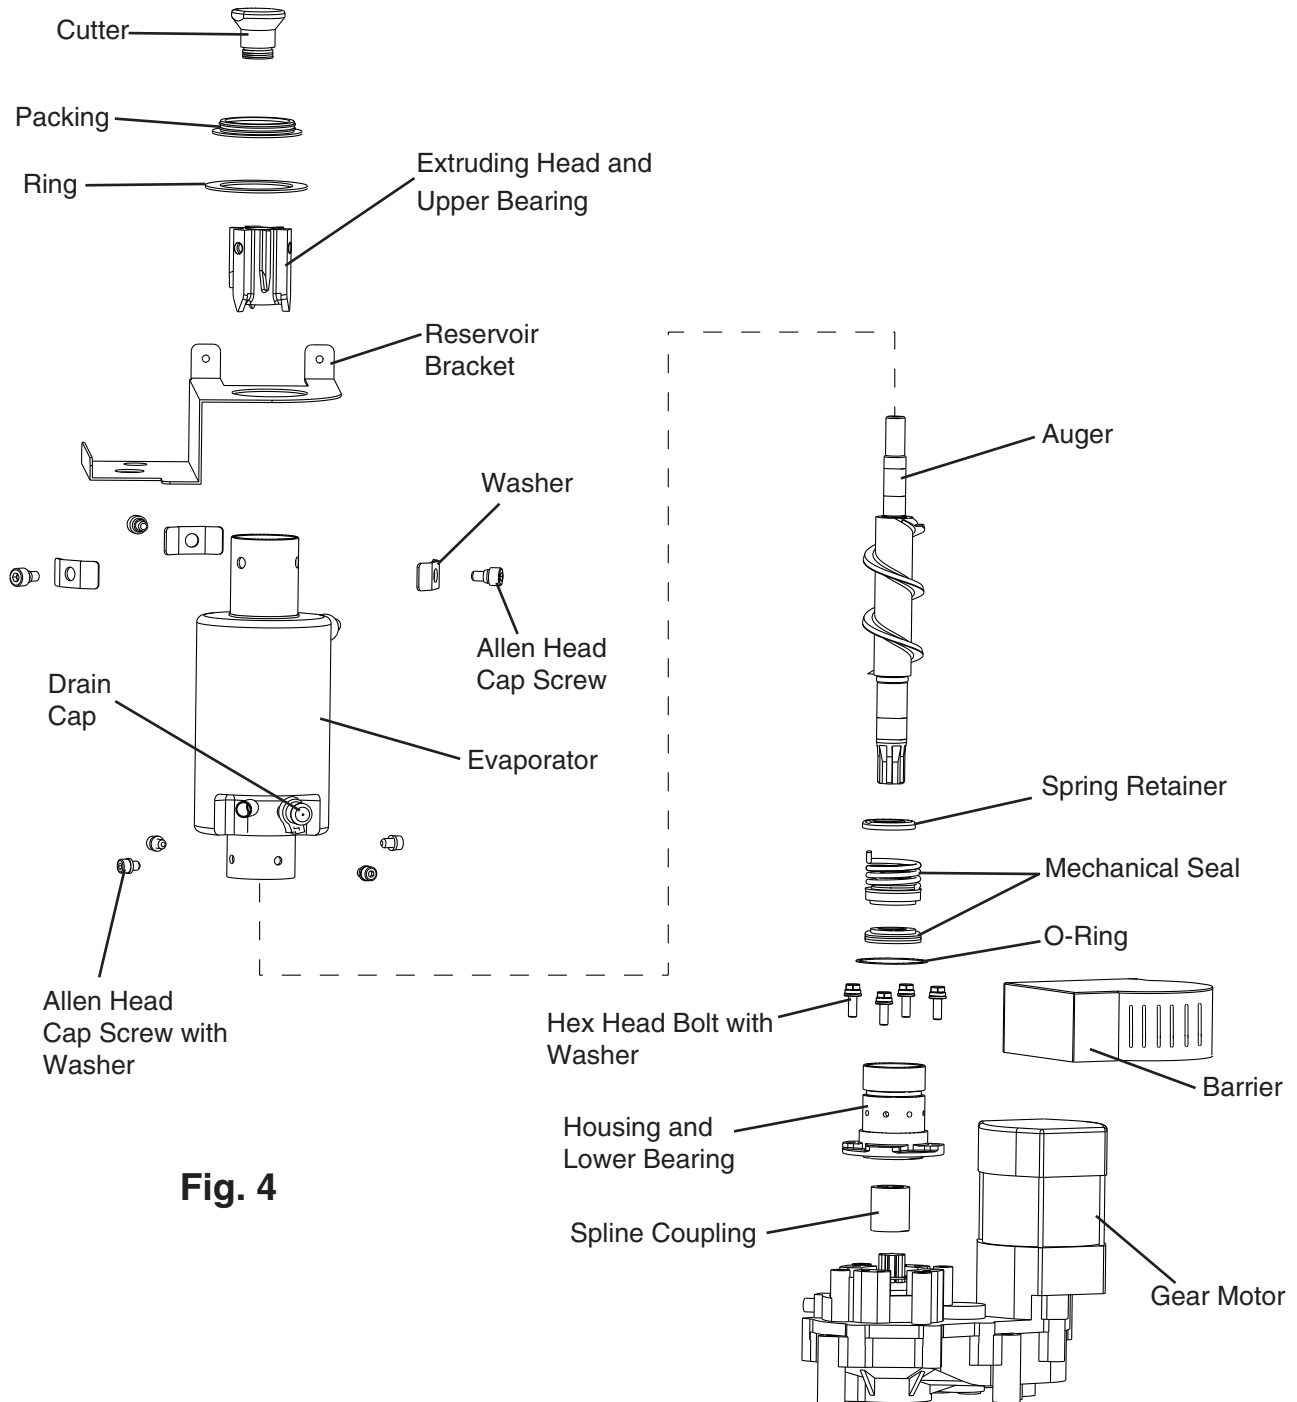 Cutter
Packing
Ring
Extruding Head and
Upper Bearing
Reservoir
Bracket
Washer
Allen Head
Cap Screw
Drain
Cap
Evaporator
Allen Head
Cap Screw with
Washer
Auger
Spring Retainer
Mechanical Seal
O-Ring
Hex Head Bolt with
Washer
Barrier
Housing and
Lower Bearing
Spline Coupling
Gear Motor
Fig. 4